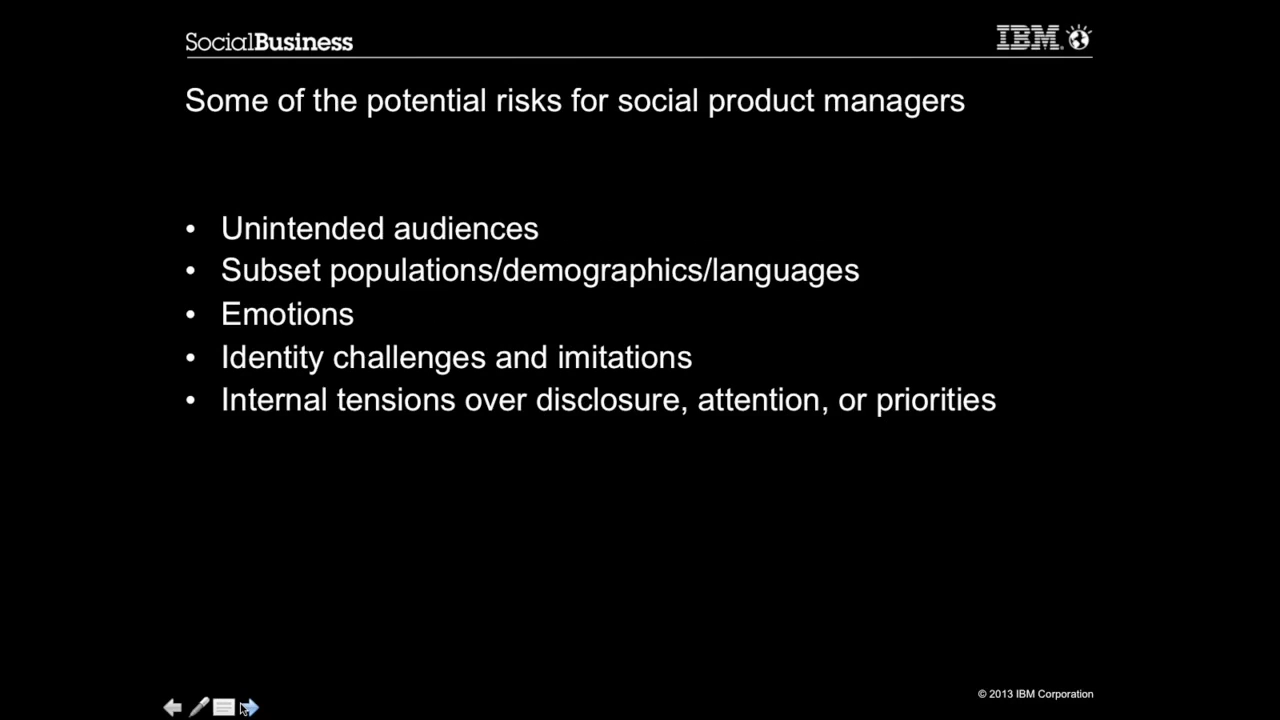 SocialBusiness
IBM.
Some of the potential risks for social product managers
• Unintended audiences
• Subset populations/demographics/languages
• Emotions
• Identity challenges and imitations
• Internal tensions over disclosure, attention, or priorities
© 2013 IBM Corporation